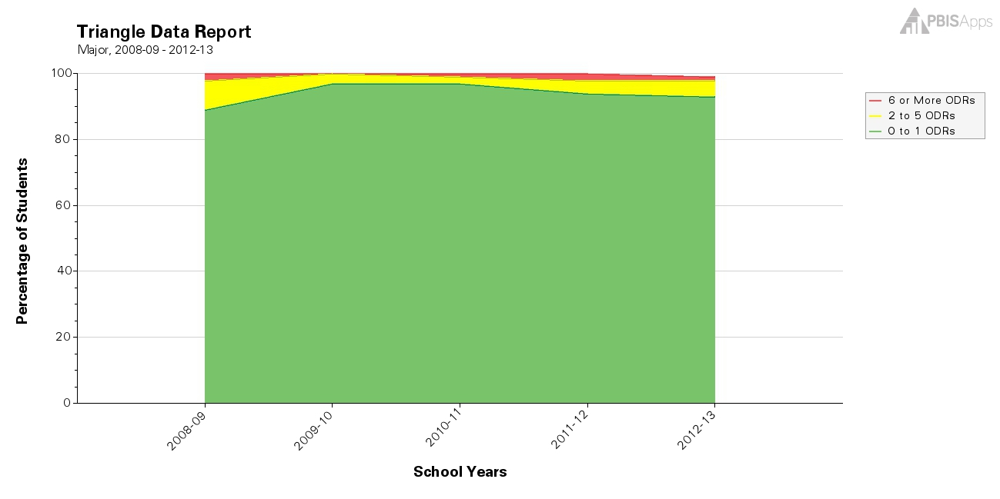 PBISApps
Triangle Data Report
Major, 2008-09 - 2012-13
100
80
60
40
20
0
Percentage of Students
6 or More ODRs
2 to 5 ODRs
0 to 1 ODRs
2008-09
2009-10
2010-11
2011-12
2012-13
School Years